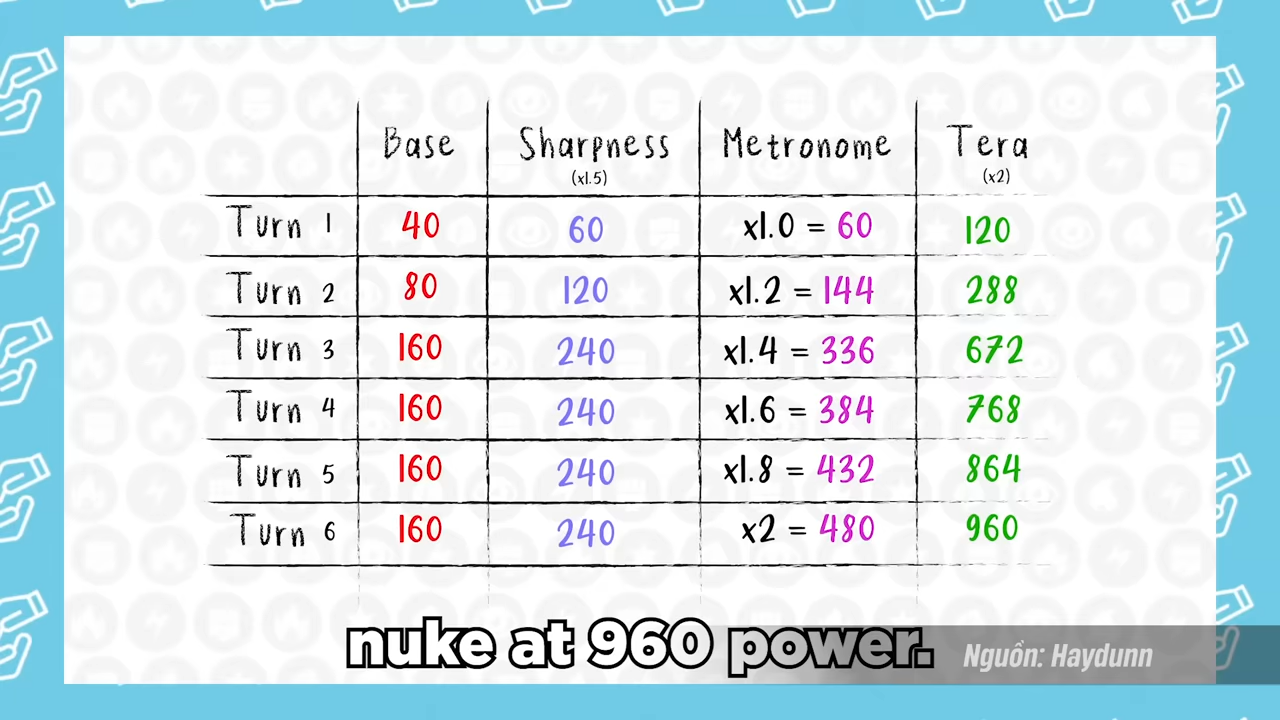 Base Sharpness Metronome Tera
(x1.5) (x2)
Turn 1 40 60 x1.0 = 60 120
Turn 2 80 120 x1.2 = 144 288
Turn 3 160 240 x1.4 = 336 672
Turn 4 160 240 x1.6 = 384 768
Turn 5 160 240 x1.8 = 432 864
Turn 6 160 240 x2 = 480 960
nuke at 960 power.
Nguồn: Haydunn